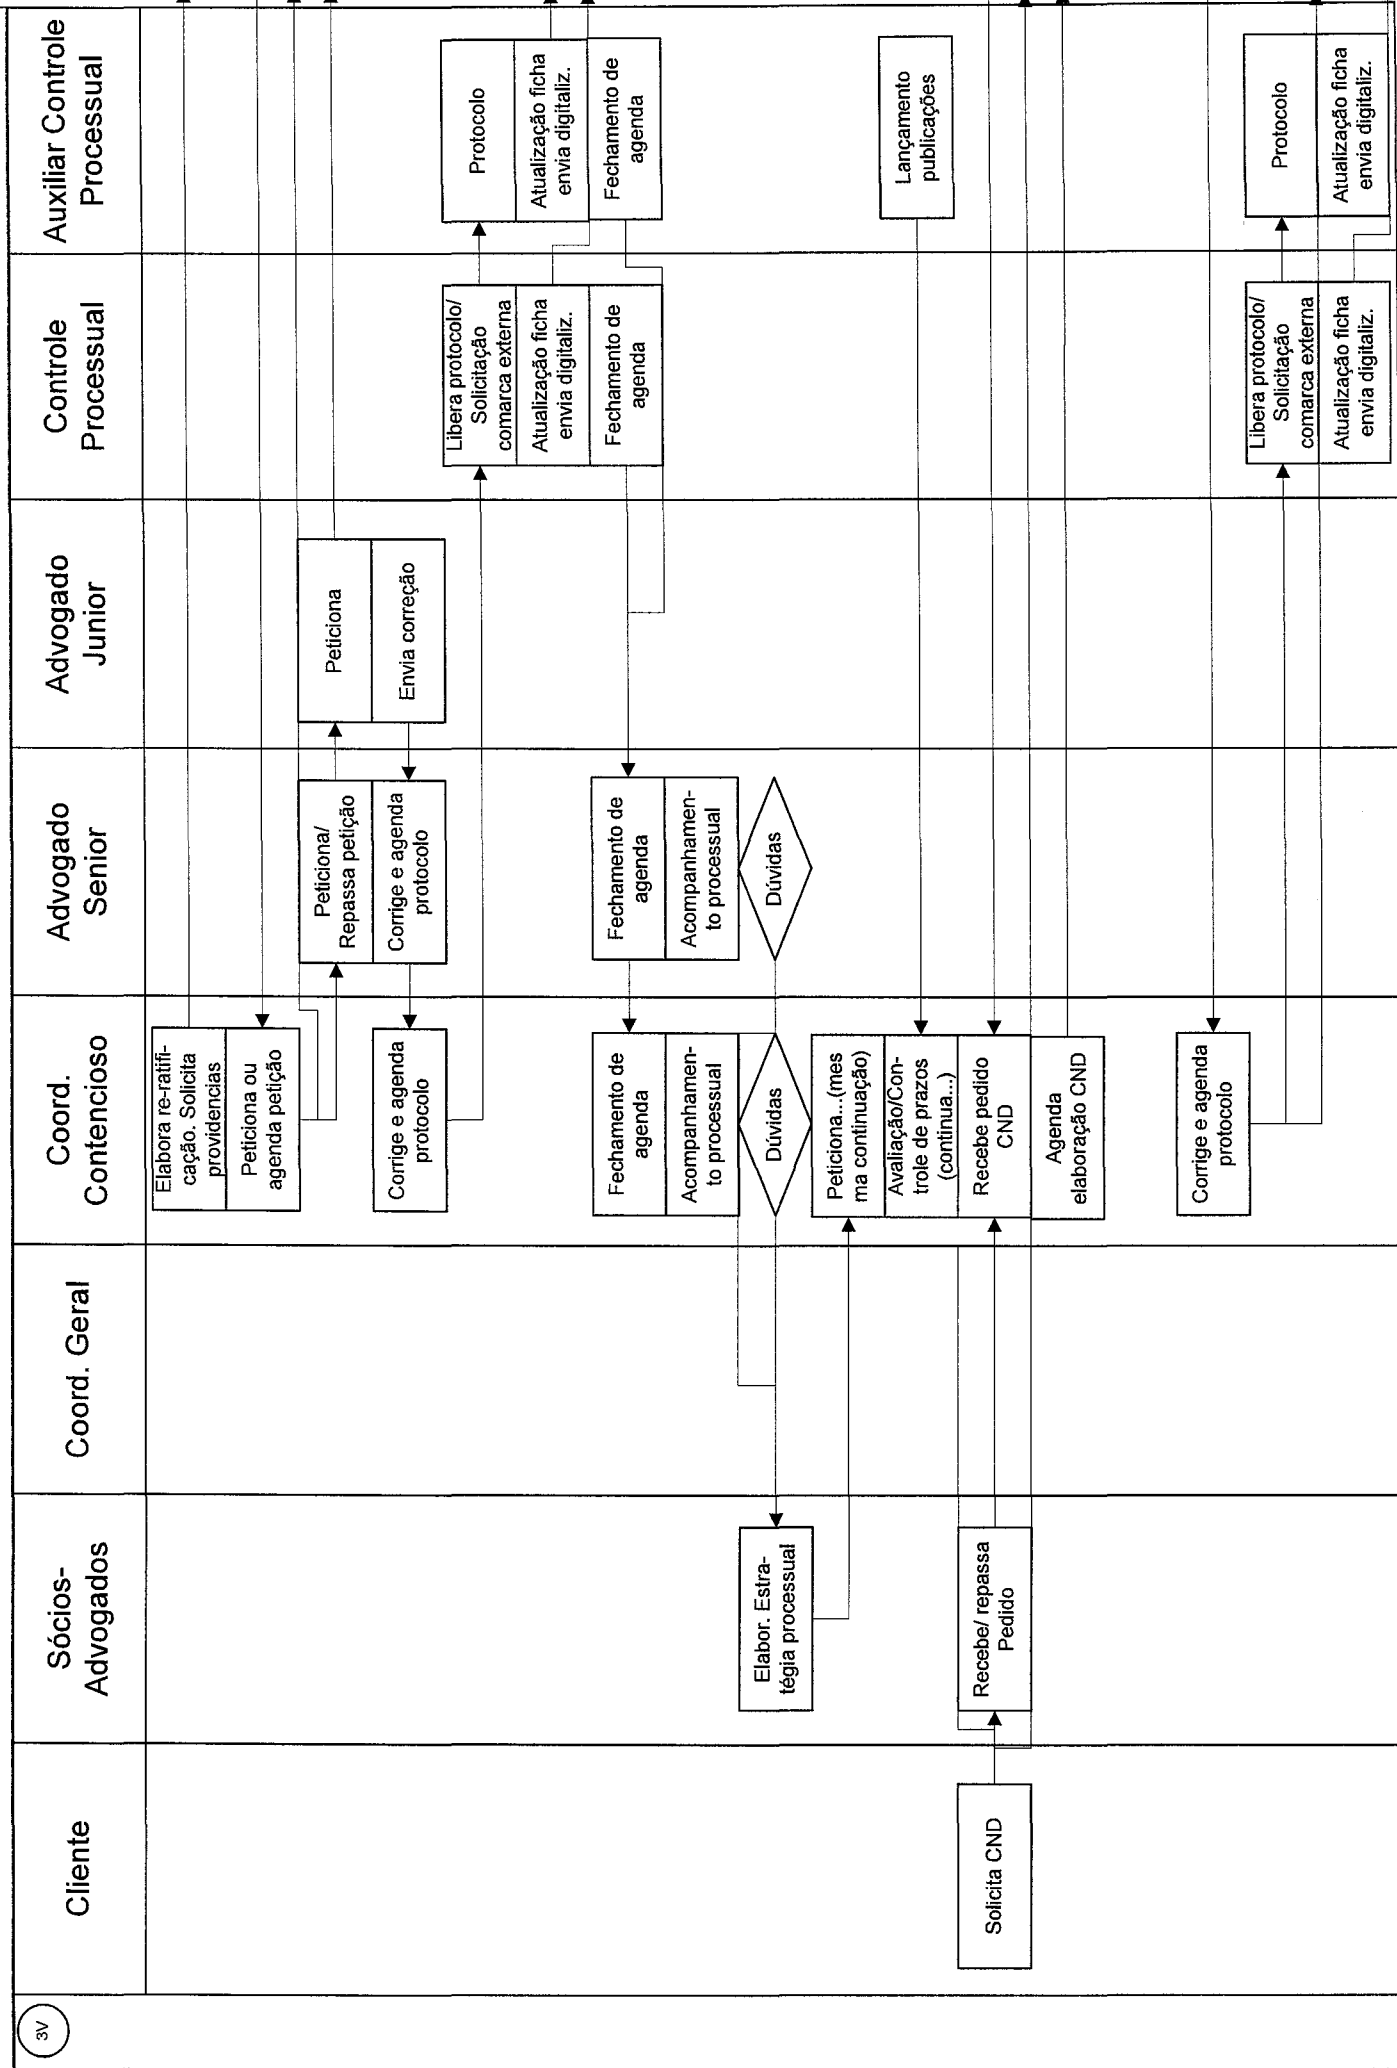 3V
Cliente
Sócios-
Advogados
Coord. Geral
Coord.
Contencioso
Advogado
Senior
Advogado
Junior
Controle
Processual
Auxiliar Controle
Processual
Solicita CND
Elabor. Estra-
tégia processual
Recebe/ repassa
Pedido
Elabora re-ratifi-
cação. Solicita
providencias
Peticiona ou
agenda petição
Corrige e agenda
protocolo
Fechamento de
agenda
Acompanhamen-
to processual
Dúvidas
Peticiona...(mes
ma continuação)
Avaliação/Con-
trole de prazos
(continua...)
Recebe pedido
CND
Agenda
elaboração CND
Corrige e agenda
protocolo
Peticiona/
Repassa petição
Corrige e agenda
protocolo
Fechamento de
agenda
Acompanhamen-
to processual
Dúvidas
Peticiona
Envia correção
Libera protocolo/
Solicitação
comarca externa
Atualização ficha
envia digitaliz.
Fechamento de
agenda
Libera protocolo/
Solicitação
comarca externa
Atualização ficha
envia digitaliz.
Protocolo
Atualização ficha
envia digitaliz.
Fechamento de
agenda
Lançamento
publicações
Protocolo
Atualização ficha
envia digitaliz.